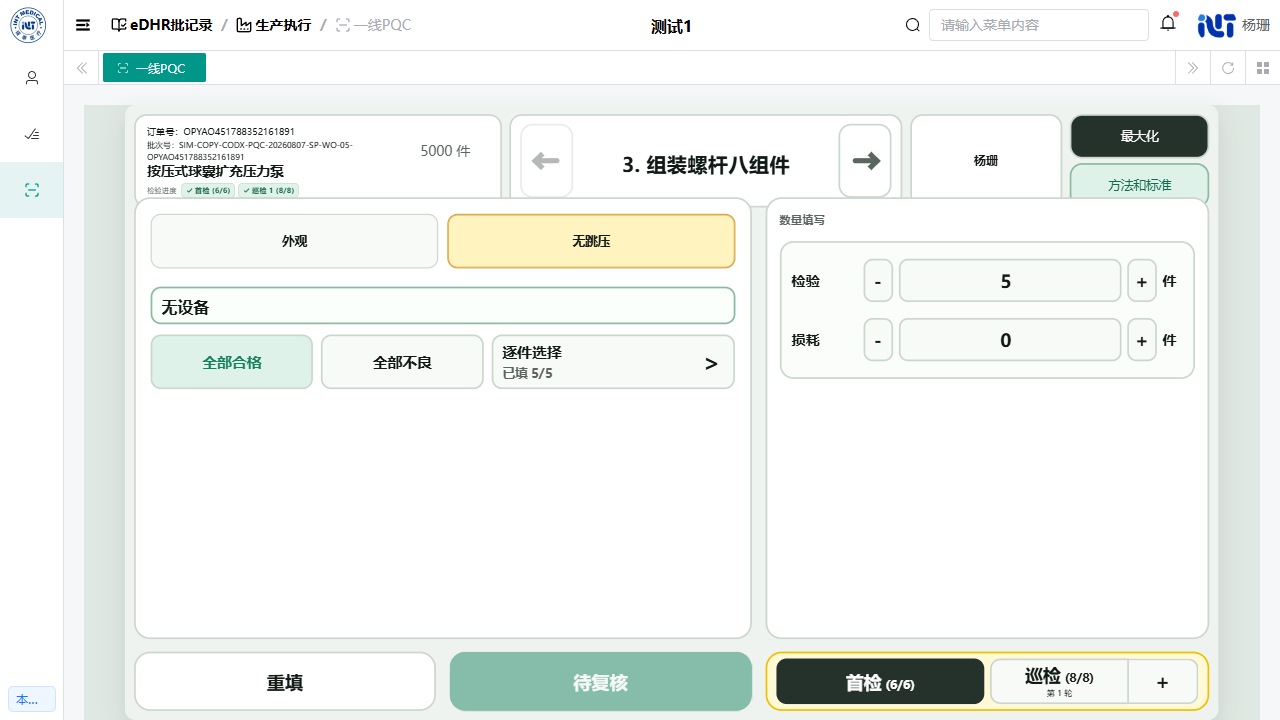 eDHR批记录 / 生产执行 / 一线PQC
测试1
请输入菜单内容
杨珊
一线PQC
订单号：OPYAO451788352161891
批次号：SIM-COPY-CODX-PQC-20260807-SP-WO-05-
OPYAO451788352161891
按压式球囊扩充压力泵
检验进度 ✓ 首检 (6/6) ✓ 巡检 1 (8/8)
5000 件
3. 组装螺杆八组件
杨珊
最大化
方法和标准
外观
无跳压
无设备
全部合格
全部不良
逐件选择
已填 5/5
>
数量填写
检验 - 5 + 件
损耗 - 0 + 件
重填
待复核
首检 (6/6)
巡检 (8/8)
第 1 轮
+
本...